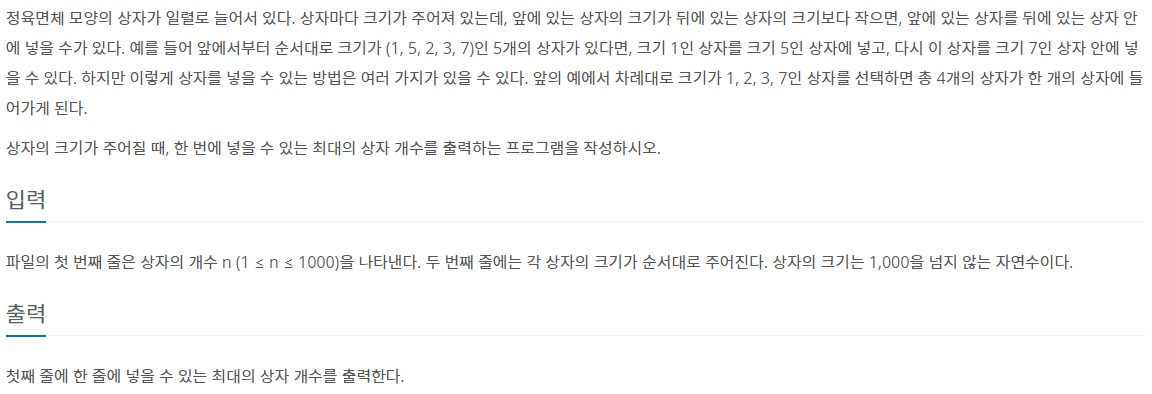 정육면체 모양의 상자가 일렬로 늘어서 있다. 상자마다 크기가 주어져 있는데, 앞에 있는 상자의 크기가 뒤에 있는 상자의 크기보다 작으면, 앞에 있는 상자를 뒤에 있는 상자 안
에 넣을 수가 있다. 예를 들어 앞에서부터 순서대로 크기가 (1, 5, 2, 3, 7)인 5개의 상자가 있다면, 크기 1인 상자를 크기 5인 상자에 넣고, 다시 이 상자를 크기 7인 상자 안에 넣
을 수 있다. 하지만 이렇게 상자를 넣을 수 있는 방법은 여러 가지가 있을 수 있다. 앞의 예에서 차례대로 크기가 1, 2, 3, 7인 상자를 선택하면 총 4개의 상자가 한 개의 상자에 들
어가게 된다.
상자의 크기가 주어질 때, 한 번에 넣을 수 있는 최대의 상자 개수를 출력하는 프로그램을 작성하시오.
입력
파일의 첫 번째 줄은 상자의 개수 n (1 ≤ n ≤ 1000)을 나타낸다. 두 번째 줄에는 각 상자의 크기가 순서대로 주어진다. 상자의 크기는 1,000을 넘지 않는 자연수이다.
출력
첫째 줄에 한 줄에 넣을 수 있는 최대의 상자 개수를 출력한다.